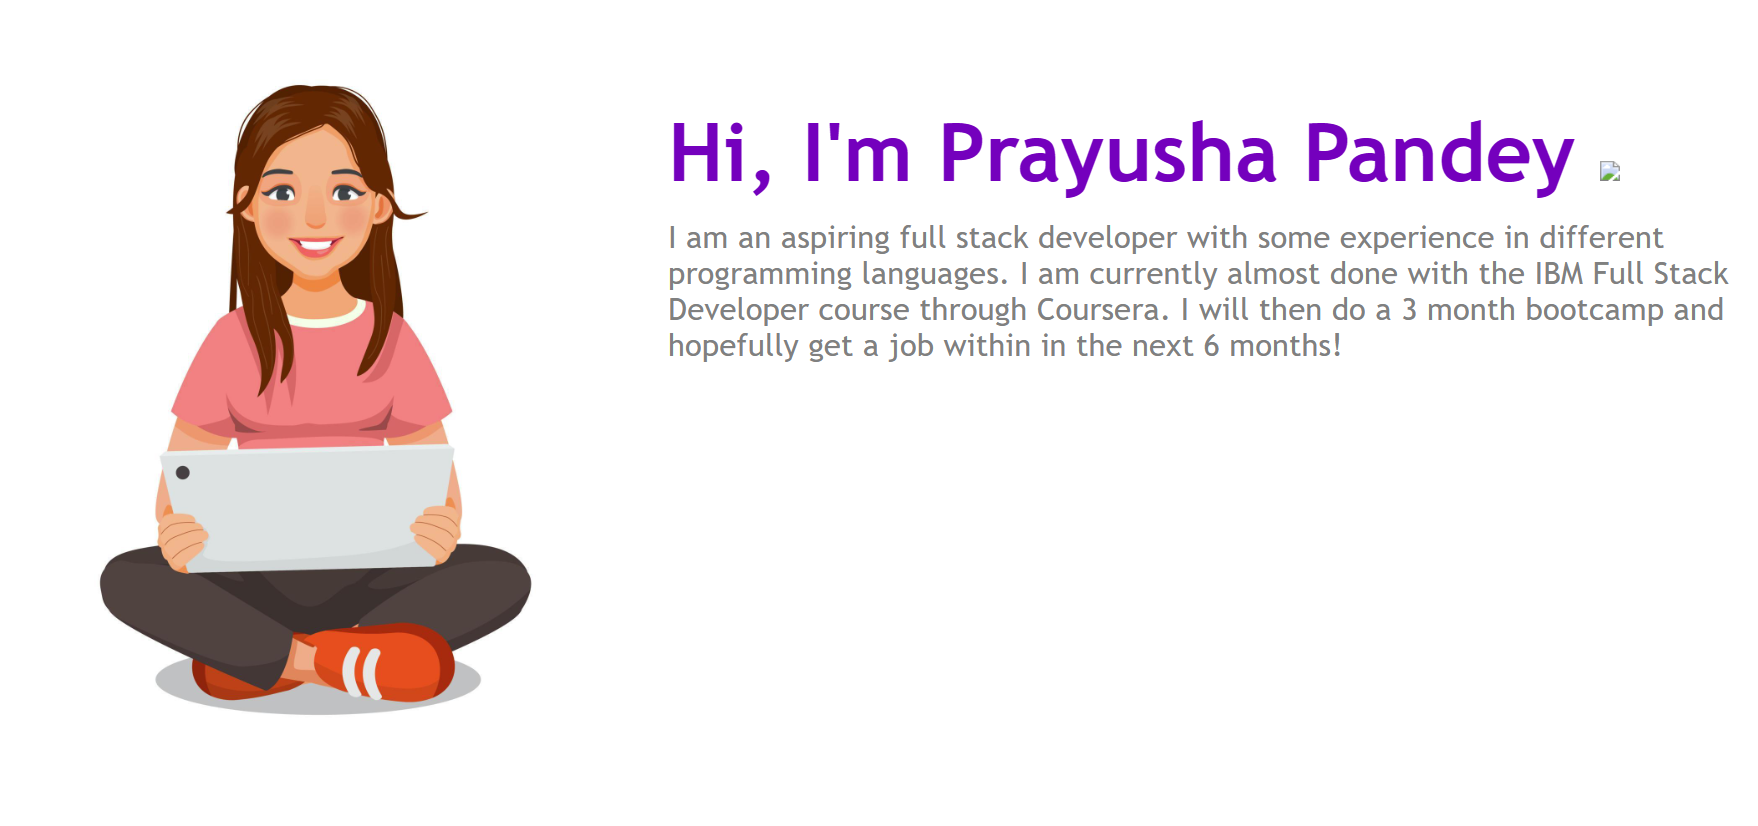 Hi, I'm Prayusha Pandey
I am an aspiring full stack developer with some experience in different
programming languages. I am currently almost done with the IBM Full Stack
Developer course through Coursera. I will then do a 3 month bootcamp and
hopefully get a job within in the next 6 months!